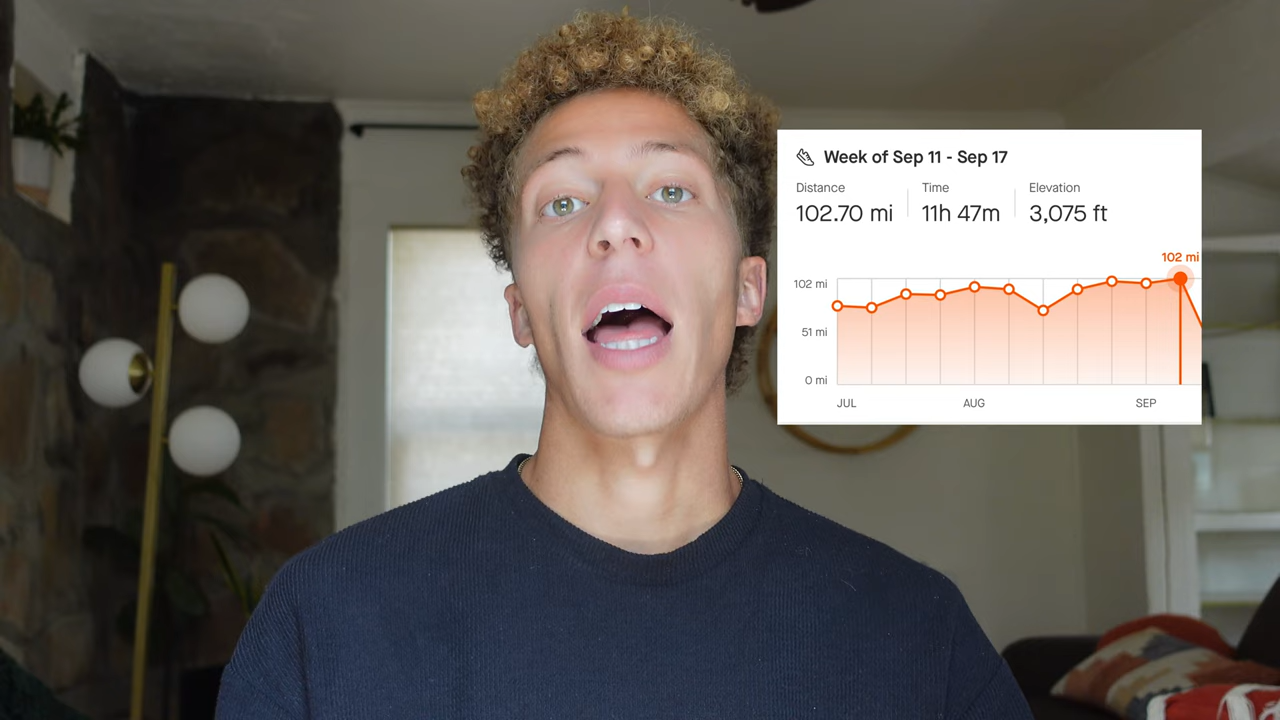 Week of Sep 11 - Sep 17
Distance Time Elevation
102.70 mi 11h 47m 3,075 ft
102 mi
102 mi
51 mi
0 mi
JUL AUG SEP